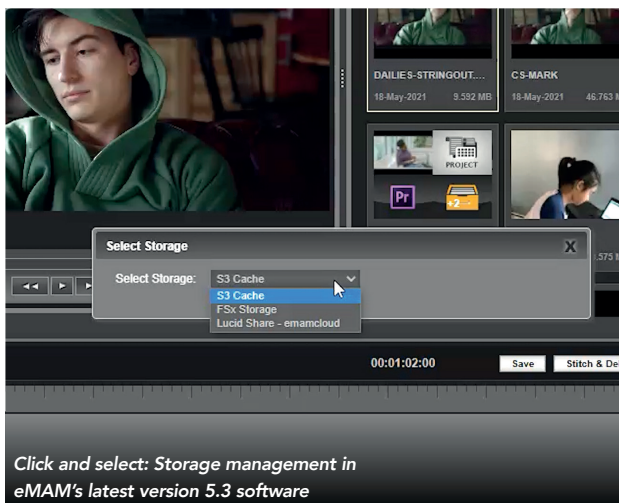 DAILIES-STRINGOUT....
CS-MARK
18-May-2021
9.592 MB
18-May-2021
46.763 M
PROJECT
Pr
+2
Select Storage
X
.575 M
Select Storage:
S3 Cache
S3 Cache
FSx Storage
Lucid Share - emamcloud
00:01:02:00
Save
Stitch & De
Click and select: Storage management in
eMAM's latest version 5.3 software